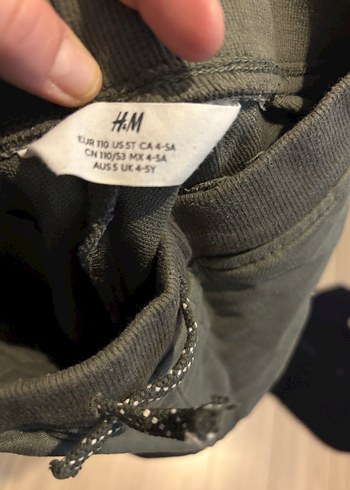 H&M
EUR 110 US 5T CA 4-5A
CN 110/53 MX 4-5A
AUS 5 UK 4-5Y